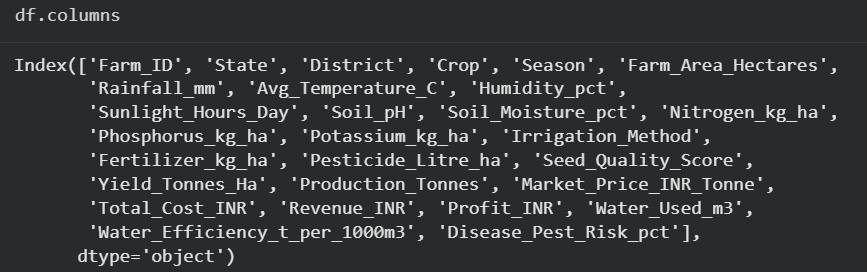 df.columns
Index(['Farm_ID', 'State', 'District', 'Crop', 'Season', 'Farm_Area_Hectares',
'Rainfall_mm', 'Avg_Temperature_C', 'Humidity_pct',
'Sunlight_Hours_Day', 'Soil_pH', 'Soil_Moisture_pct', 'Nitrogen_kg_ha',
'Phosphorus_kg_ha', 'Potassium_kg_ha', 'Irrigation_Method',
'Fertilizer_kg_ha', 'Pesticide_Litre_ha', 'Seed_Quality_Score',
'Yield_Tonnes_Ha', 'Production_Tonnes', 'Market_Price_INR_Tonne',
'Total_Cost_INR', 'Revenue_INR', 'Profit_INR', 'Water_Used_m3',
'Water_Efficiency_t_per_1000m3', 'Disease_Pest_Risk_pct'],
dtype='object')